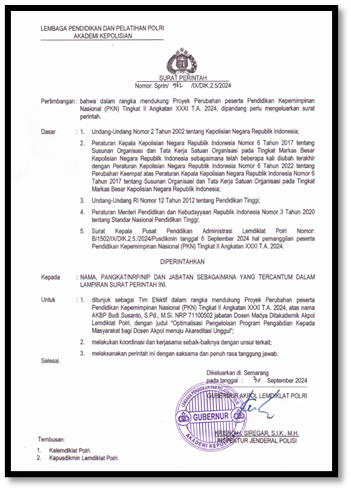 LEMBAGA PENDIDIKAN DAN PELATIHAN POLRI
AKADEMI KEPOLISIAN
SURAT PERINTAH
Nomor: Sprin/ /IX/DIK.2.5/2024
Pertimbangan : bahwa dalam rangka mendukung Proyek Perubahan peserta Pendidikan Kepemimpinan
Nasional (PKN) Tingkat II Angkatan XXXI T.A. 2024, dipandang perlu mengeluarkan surat
perintah.
Dasar : 1. Undang-Undang Nomor 2 Tahun 2002 tentang Kepolisian Negara Republik Indonesia;
2. Peraturan Kepala Kepolisian Negara Republik Indonesia Nomor 6 Tahun 2017 tentang
Susunan Organisasi dan Tata Kerja Satuan Organisasi pada Tingkat Markas Besar
Kepolisian Negara Republik Indonesia sebagaimana telah beberapa kali diubah terakhir
dengan Peraturan Kepolisian Negara Republik Indonesia Nomor 6 Tahun 2022 tentang
Perubahan Keempat atas Peraturan Kepala Kepolisian Negara Republik Indonesia Nomor 6
Tahun 2017 tentang Susunan Organisasi dan Tata Kerja Satuan Organisasi pada Tingkat
Markas Besar Kepolisian Negara Republik Indonesia;
3. Undang-Undang RI Nomor 12 Tahun 2012 tentang Pendidikan Tinggi;
4. Peraturan Menteri Pendidikan dan Kebudayaan Republik Indonesia Nomor 3 Tahun 2020
tentang Standar Nasional Pendidikan Tinggi;
5. Surat Kepala Pusat Pendidikan Administrasi Lemdiklat Polri Nomor:
B/1502/IX/DIK.2.5./2024/Pusdikmin tanggal 6 September 2024 hal pemanggilan peserta
Pendidikan Kepemimpinan Nasional (PKN) Tingkat II Angkatan XXXI T.A. 2024.
DIPERINTAHKAN
Kepada : NAMA, PANGKAT/NRP/NIP DAN JABATAN SEBAGAIMANA YANG TERCANTUM DALAM
LAMPIRAN SURAT PERINTAH INI.
Untuk : 1. ditunjuk sebagai Tim Efektif dalam rangka mendukung Proyek Perubahan peserta Pendidikan
Kepemimpinan Nasional (PKN) Tingkat II Angkatan XXXI T.A. 2024, atas nama
AKBP Budi Susanto, S.Pd., M.Si. NRP 71100502 jabatan Dosen Madya Ditakademik Akpol
Lemdiklat Polri, dengan judul "Optimalisasi Pengelolaan Program Pengabdian Kepada
Masyarakat bagi Dosen Akpol menuju Akreditasi Unggul";
2. melakukan koordinasi dan kerjasama sebaik-baiknya dengan unsur terkait;
3. melaksanakan perintah ini dengan saksama dan penuh rasa tanggung jawab.
Selesai.
Dikeluarkan di: Semarang
pada tanggal : 30 September 2024
GUBERNUR AKPOL LEMDIKLAT POLRI
GUBERNUR
AKADEMI KEPOLISIAN
SIREGAR, S.I.K., M.H.
INSPEKTUR JENDERAL POLISI
Tembusan:
1. Kalemdiklat Polri.
2. Kapusdikmin Lemdiklat Polri.